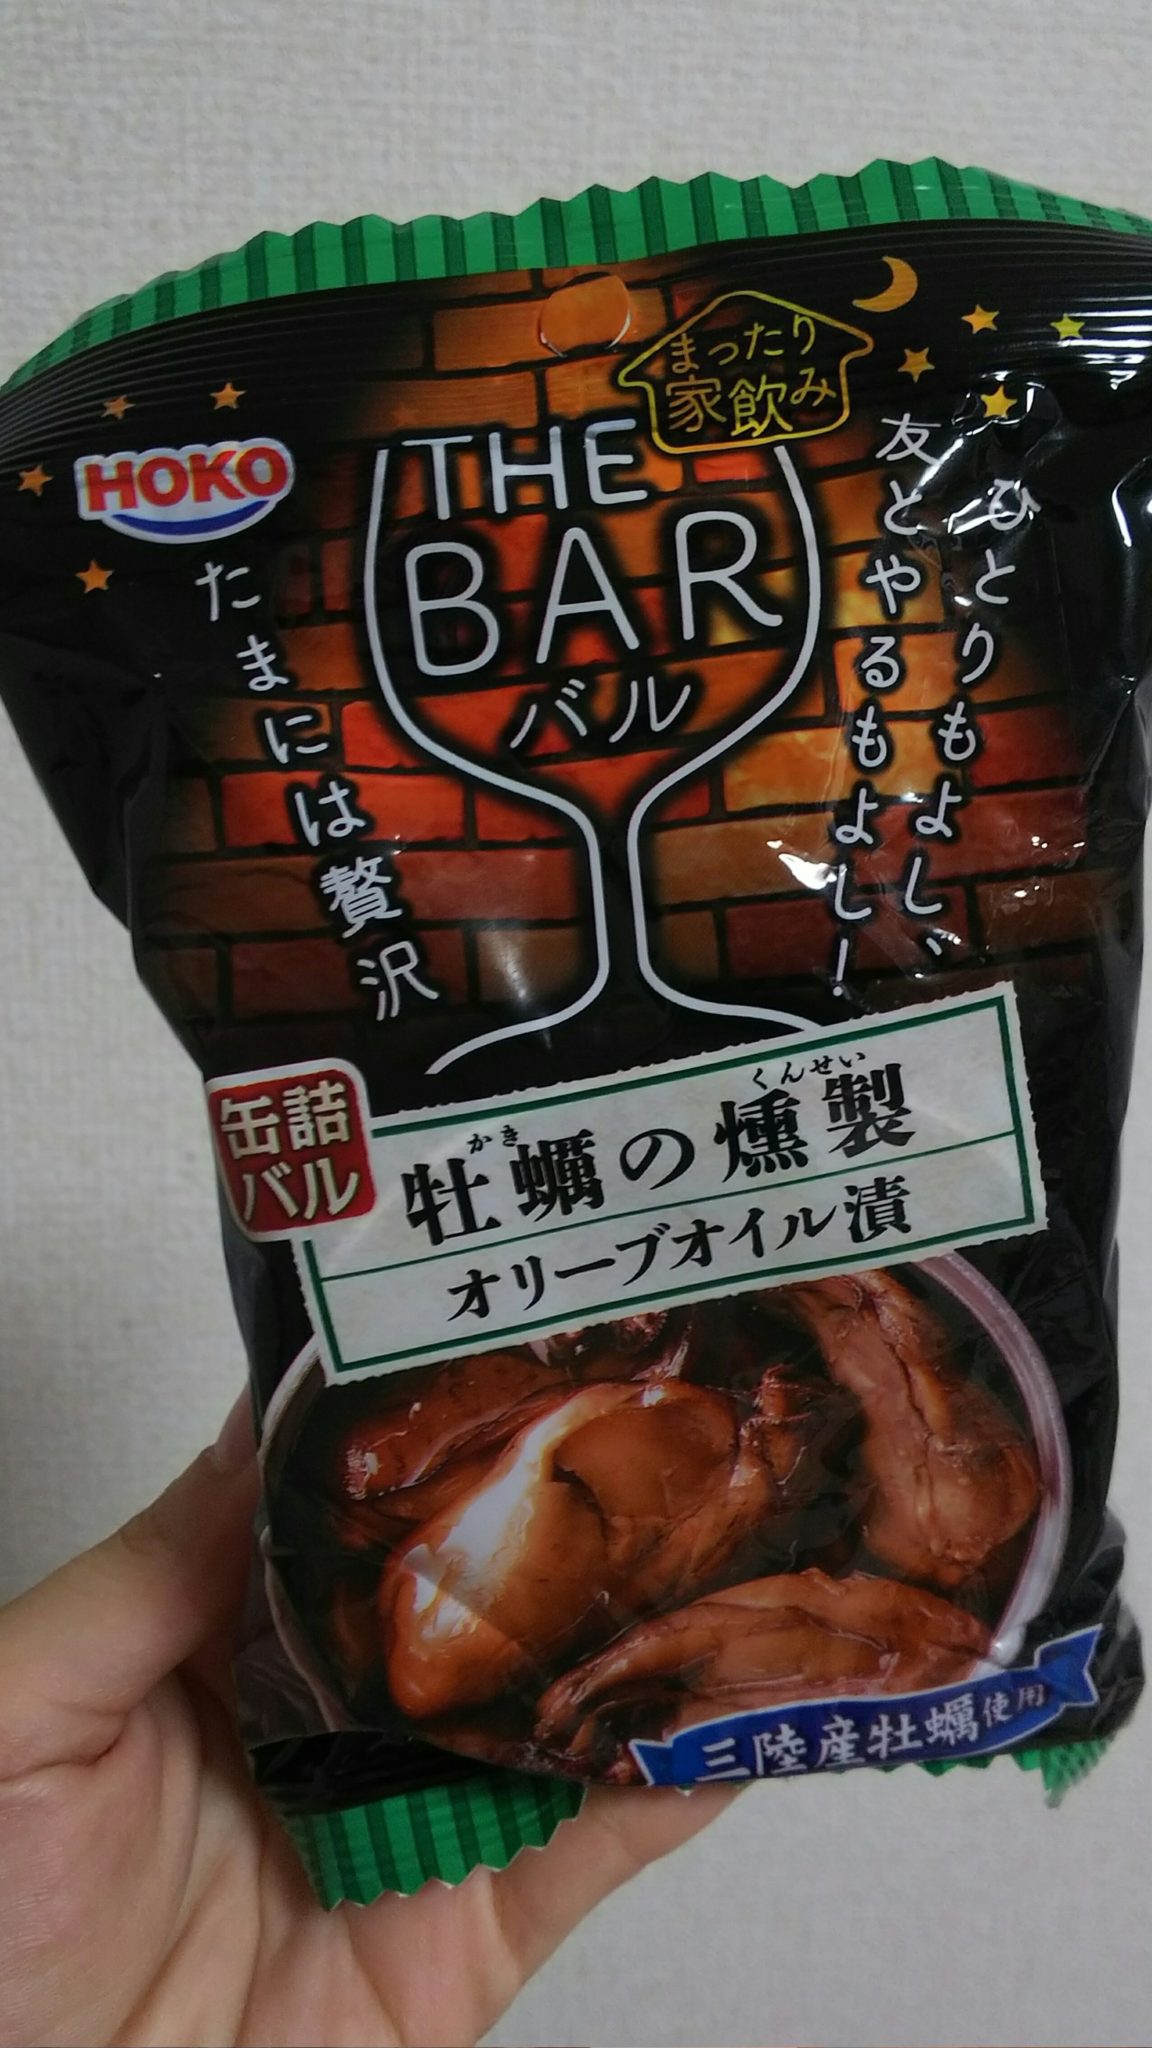 まったり
家飲み
HOKO
THE
BAR
バル
ひとりもよし、
友とやるもよし！
たまには贅沢
缶詰
バル
かき くんせい
牡蠣の燻製
オリーブオイル漬
三陸産牡蠣使用